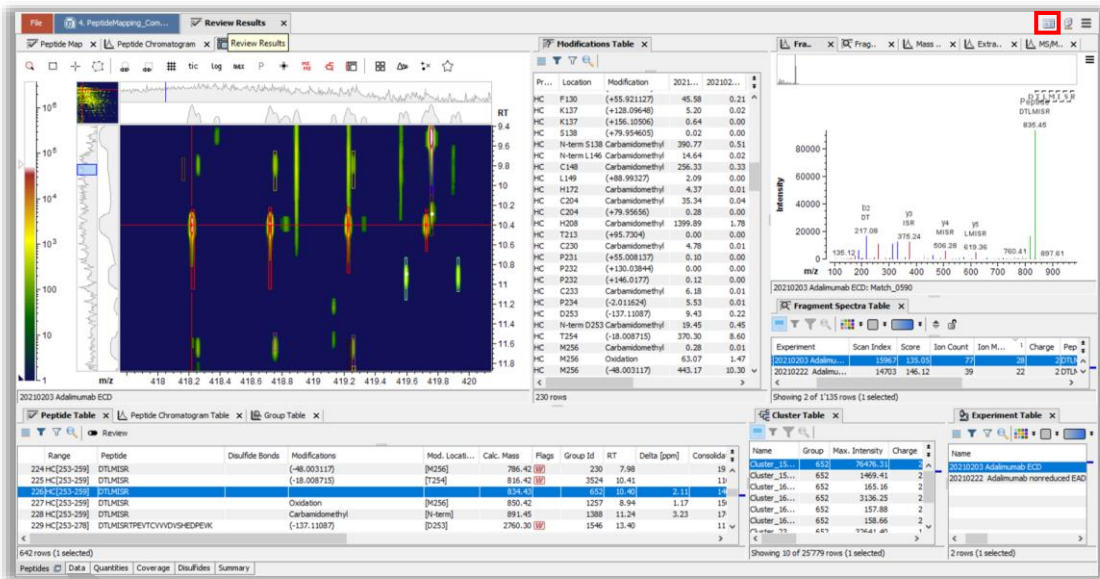 File 4. PeptideMapping_Com... Review Results x
Peptide Map x Peptide Chromatogram x Review Results
tic log max P
10⁶
10⁵
10⁴
10³
100
10
1
RT
9.4
9.6
9.8
10
10.2
10.4
10.6
10.8
11
11.2
11.4
11.6
11.8
m/z 418 418.2 418.4 418.6 418.8 419 419.2 419.4 419.6 419.8 420
20210203 Adalimumab ECD
Modifications Table x
Pr... Location Modification 2021... 202102...
HC F130 (+55.921127) 45.58 0.21
HC K137 (+128.09648) 5.20 0.02
HC K137 (+156.10506) 0.64 0.00
HC S138 (+79.954605) 0.02 0.00
HC N-term S138 Carbamidomethyl 390.77 0.51
HC N-term L146 Carbamidomethyl 14.64 0.02
HC C148 Carbamidomethyl 256.33 0.33
HC L149 (+88.99327) 2.09 0.00
HC H172 Carbamidomethyl 4.37 0.01
HC C204 Carbamidomethyl 35.34 0.04
HC C204 (+79.95656) 0.28 0.00
HC H208 Carbamidomethyl 1399.89 1.78
HC T213 (+95.7304) 0.00 0.00
HC C230 Carbamidomethyl 4.78 0.01
HC P231 (+55.008137) 0.10 0.00
HC P232 (+130.03844) 0.00 0.00
HC P232 (+146.0177) 0.12 0.00
HC C233 Carbamidomethyl 6.18 0.01
HC P234 (-2.011624) 5.53 0.01
HC D253 (-137.11087) 9.43 0.22
HC N-term D253 Carbamidomethyl 19.45 0.45
HC T254 (-18.008715) 370.30 8.60
HC M256 Carbamidomethyl 0.28 0.01
HC M256 Oxidation 63.07 1.47
HC M256 (-48.003117) 443.17 10.30
230 rows
Fra... x Frag... x Mass ... x Extra... x MS/M... x
D T L M I S R
Peptide
DTLMISR
835.45
80000
60000
40000
20000
0
Intensity
b2
DT
217.08
y3
ISR
375.24
y4
MISR
506.28
y5
LMISR
619.36
135.12
760.41
897.61
m/z 100 200 300 400 500 600 700 800 900
20210203 Adalimumab ECD: Match_0590
Fragment Spectra Table x
Experiment Scan Index Score Ion Count Ion M... 1 Charge Pep
20210203 Adalimu... 15967 135.05 77 28 2 DTLM
20210222 Adalimu... 14703 146.12 39 22 2 DTLM
Showing 2 of 1'135 rows (1 selected)
Peptide Table x Peptide Chromatogram Table x Group Table x
Review
Range Peptide Disulfide Bonds Modifications Mod. Locati... Calc. Mass Flags Group Id RT Delta [ppm] Consolida
224 HC[253-259] DTLMISR (-48.003117) [M256] 786.42 W 230 7.98 19
225 HC[253-259] DTLMISR (-18.008715) [T254] 816.42 W 3524 10.41 11
226 HC[253-259] DTLMISR 834.43 652 10.40 2.11 14
227 HC[253-259] DTLMISR Oxidation [M256] 850.42 1257 8.94 1.17 15
228 HC[253-259] DTLMISR Carbamidomethyl [N-term] 891.45 1388 11.24 3.23 17
229 HC[253-278] DTLMISRTPEVTCVVVDVSHEDPEVK (-137.11087) [D253] 2760.30 W 1546 13.40 11
642 rows (1 selected)
Cluster Table x
Name Group Max. Intensity Charge
Cluster_15... 652 76476.31 2
Cluster_15... 652 1469.41 2
Cluster_16... 652 165.16 2
Cluster_16... 652 3136.25 2
Cluster_16... 652 157.88 2
Cluster_16... 652 158.66 2
Showing 10 of 25'779 rows (1 selected)
Experiment Table x
Name
20210203 Adalimumab ECD
20210222 Adalimumab nonreduced EAD
2 rows (1 selected)
Peptides Data Quantities Coverage Disulfides Summary